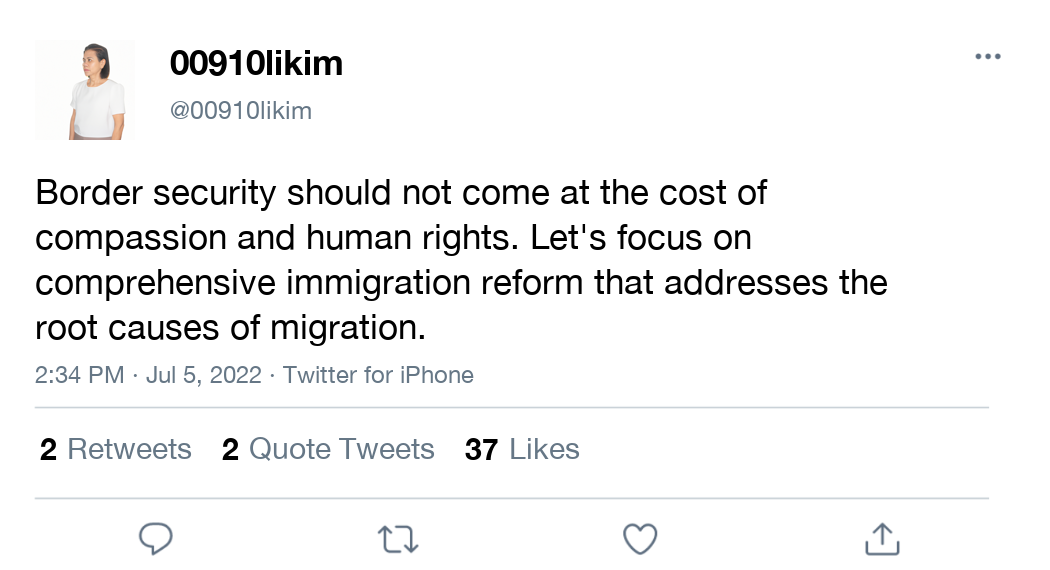 00910likim
@00910likim
Border security should not come at the cost of
compassion and human rights. Let's focus on
comprehensive immigration reform that addresses the
root causes of migration.
2:34 PM · Jul 5, 2022 · Twitter for iPhone
2 Retweets 2 Quote Tweets 37 Likes